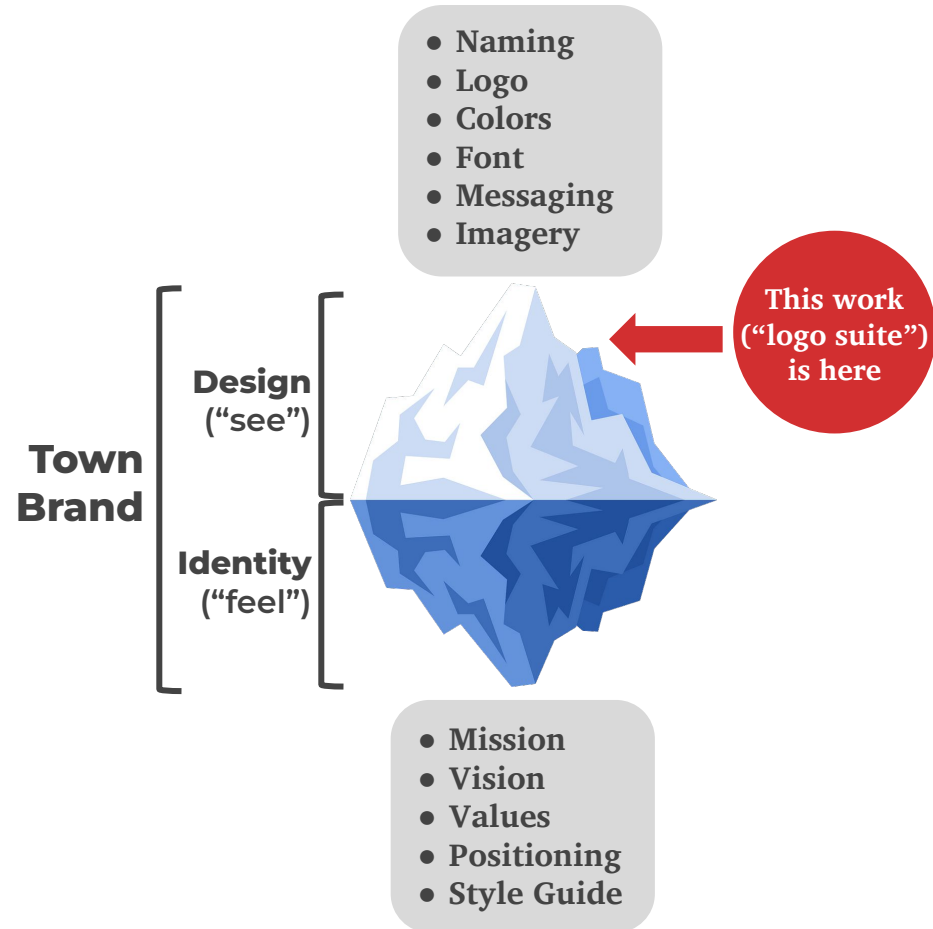 ● Naming
● Logo
● Colors
● Font
● Messaging
● Imagery
This work
(“logo suite”)
is here
Design
(“see”)
Town
Brand
Identity
(“feel”)
● Mission
● Vision
● Values
● Positioning
● Style Guide